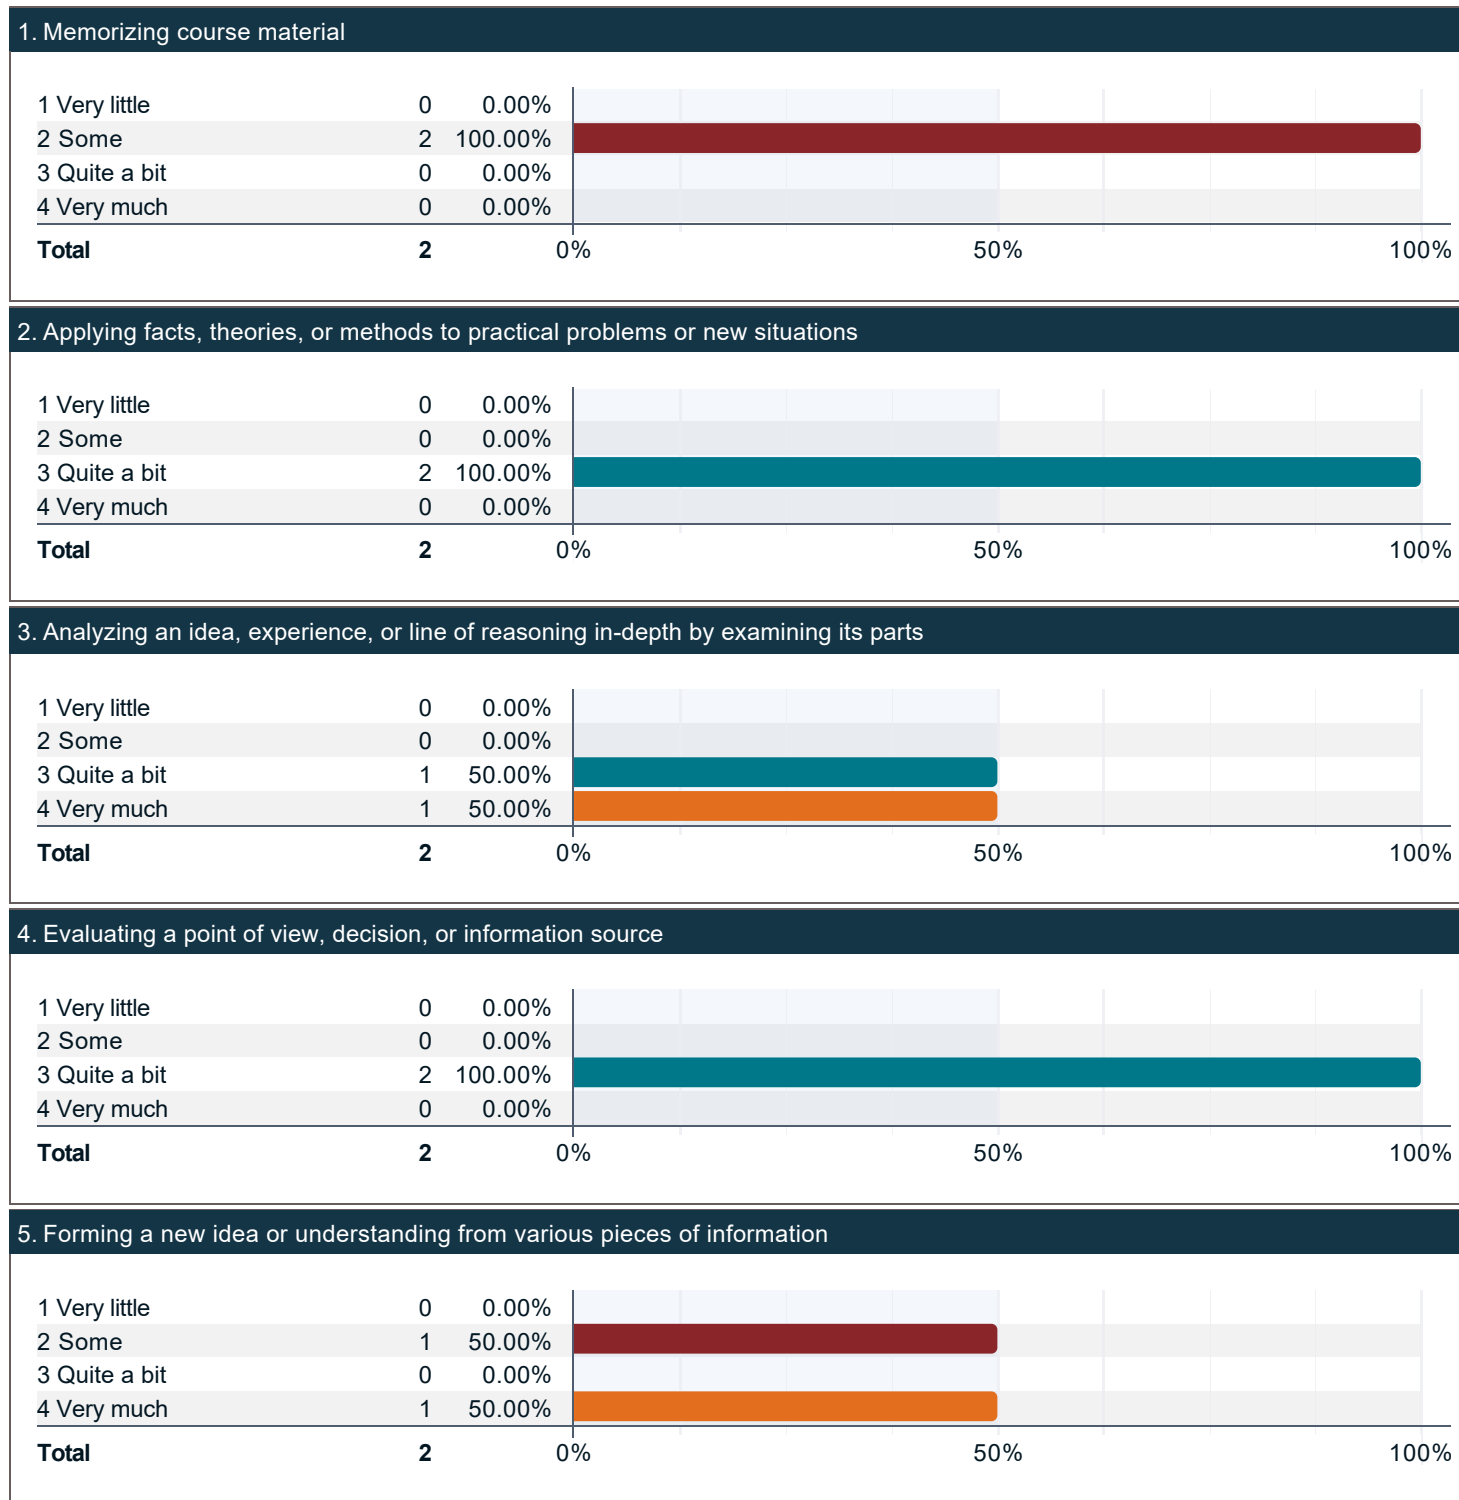 1. Memorizing course material
1 Very little 0 0.00%
2 Some 2 100.00%
3 Quite a bit 0 0.00%
4 Very much 0 0.00%
Total 2 0% 50% 100%
2. Applying facts, theories, or methods to practical problems or new situations
1 Very little 0 0.00%
2 Some 0 0.00%
3 Quite a bit 2 100.00%
4 Very much 0 0.00%
Total 2 0% 50% 100%
3. Analyzing an idea, experience, or line of reasoning in-depth by examining its parts
1 Very little 0 0.00%
2 Some 0 0.00%
3 Quite a bit 1 50.00%
4 Very much 1 50.00%
Total 2 0% 50% 100%
4. Evaluating a point of view, decision, or information source
1 Very little 0 0.00%
2 Some 0 0.00%
3 Quite a bit 2 100.00%
4 Very much 0 0.00%
Total 2 0% 50% 100%
5. Forming a new idea or understanding from various pieces of information
1 Very little 0 0.00%
2 Some 1 50.00%
3 Quite a bit 0 0.00%
4 Very much 1 50.00%
Total 2 0% 50% 100%